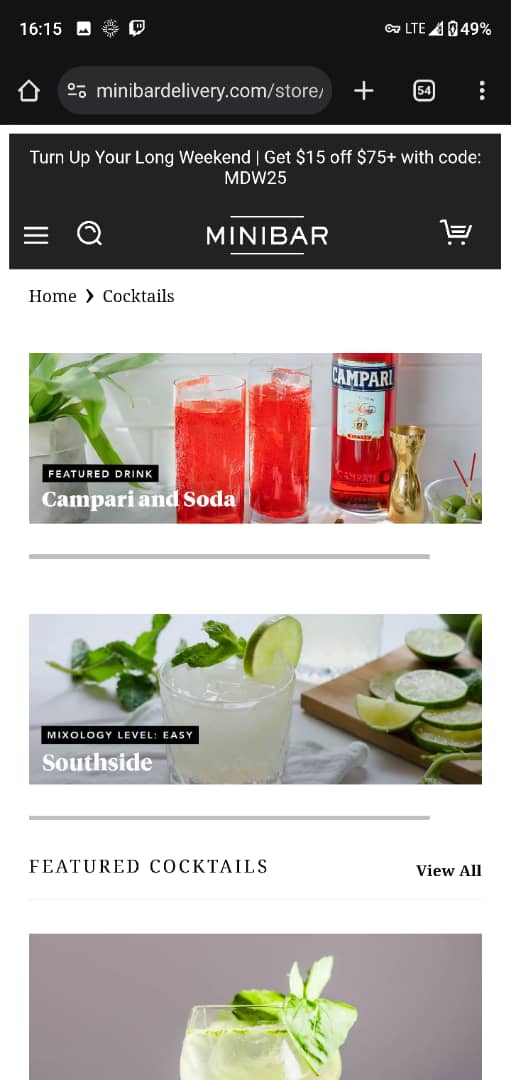 16:15
LTE
49%
minibardelivery.com/store/
54
Turn Up Your Long Weekend | Get $15 off $75+ with code:
MDW25
MINIBAR
Home ❯ Cocktails
CAMPARI
CAMPARI
FEATURED DRINK
Campari and Soda
MIXOLOGY LEVEL: EASY
Southside
FEATURED COCKTAILS
View All